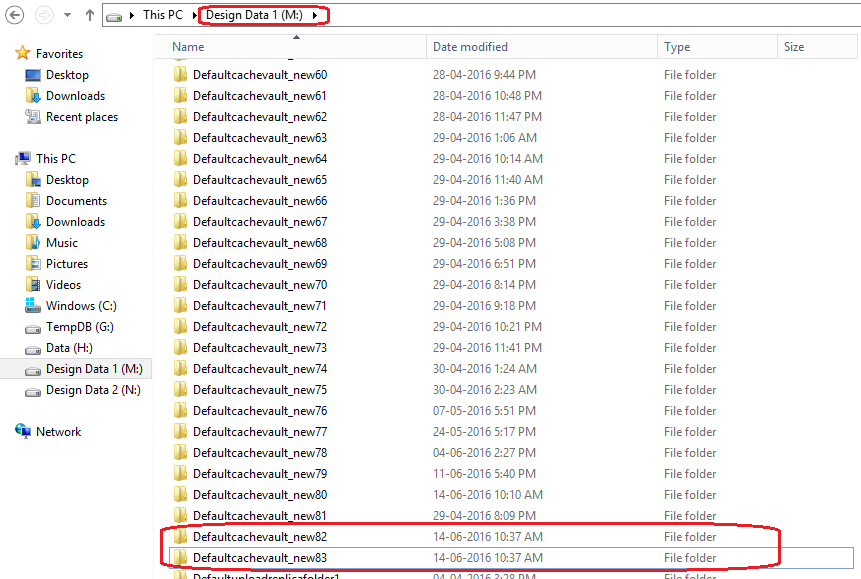 This PC Design Data 1 (M:)
Name Date modified Type Size
Favorites
Desktop
Downloads
Recent places
This PC
Desktop
Documents
Downloads
Music
Pictures
Videos
Windows (C:)
TempDB (G:)
Data (H:)
Design Data 1 (M:)
Design Data 2 (N:)
Network
Defaultcachevault_new60 28-04-2016 9:44 PM File folder
Defaultcachevault_new61 28-04-2016 10:48 PM File folder
Defaultcachevault_new62 28-04-2016 11:47 PM File folder
Defaultcachevault_new63 29-04-2016 1:06 AM File folder
Defaultcachevault_new64 29-04-2016 10:14 AM File folder
Defaultcachevault_new65 29-04-2016 11:40 AM File folder
Defaultcachevault_new66 29-04-2016 1:36 PM File folder
Defaultcachevault_new67 29-04-2016 3:38 PM File folder
Defaultcachevault_new68 29-04-2016 5:08 PM File folder
Defaultcachevault_new69 29-04-2016 6:51 PM File folder
Defaultcachevault_new70 29-04-2016 8:14 PM File folder
Defaultcachevault_new71 29-04-2016 9:18 PM File folder
Defaultcachevault_new72 29-04-2016 10:21 PM File folder
Defaultcachevault_new73 29-04-2016 11:41 PM File folder
Defaultcachevault_new74 30-04-2016 1:24 AM File folder
Defaultcachevault_new75 30-04-2016 2:23 AM File folder
Defaultcachevault_new76 07-05-2016 5:51 PM File folder
Defaultcachevault_new77 24-05-2016 5:17 PM File folder
Defaultcachevault_new78 04-06-2016 2:27 PM File folder
Defaultcachevault_new79 11-06-2016 5:40 PM File folder
Defaultcachevault_new80 14-06-2016 10:10 AM File folder
Defaultcachevault_new81 29-04-2016 8:09 PM File folder
Defaultcachevault_new82 14-06-2016 10:37 AM File folder
Defaultcachevault_new83 14-06-2016 10:37 AM File folder
Defaultuploadreplicafolder1 04-04-2016 3:28 PM File folder